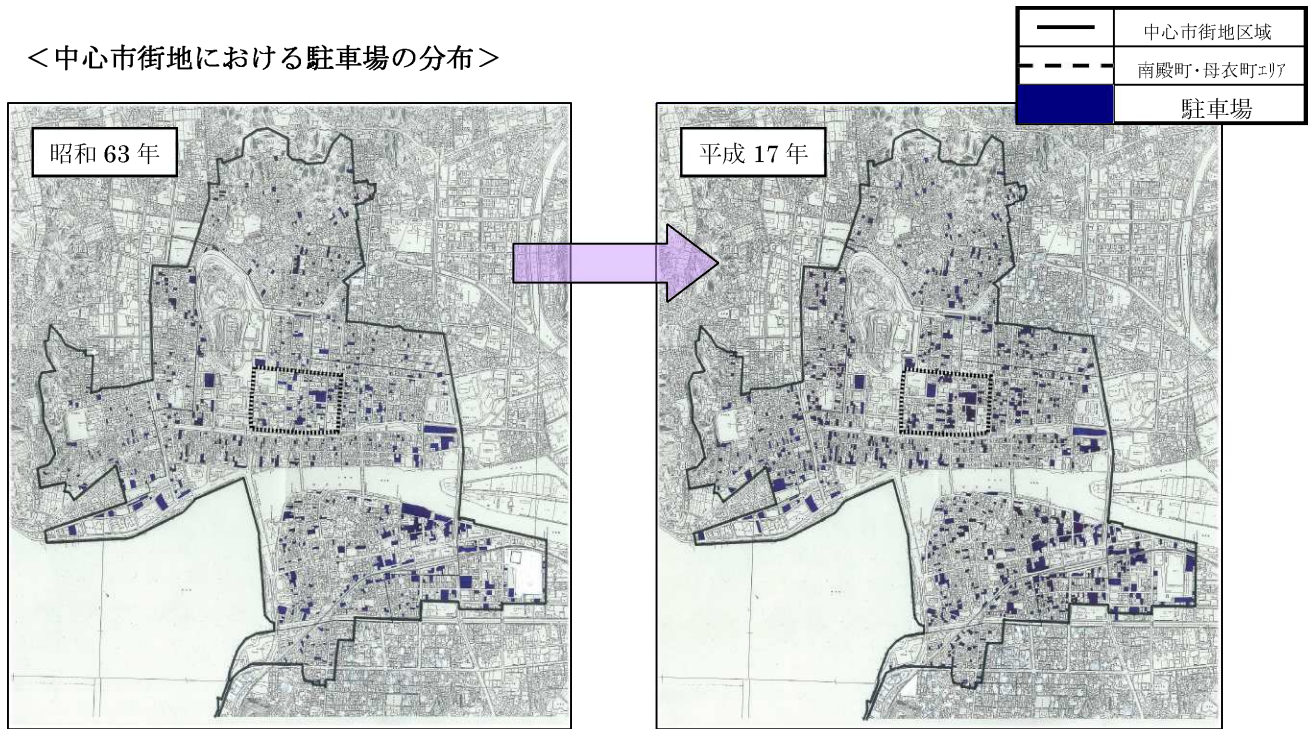 ＜中心市街地における駐車場の分布＞
中心市街地区域
南殿町・母衣町ｴﾘｱ
駐車場
昭和 63 年
平成 17 年